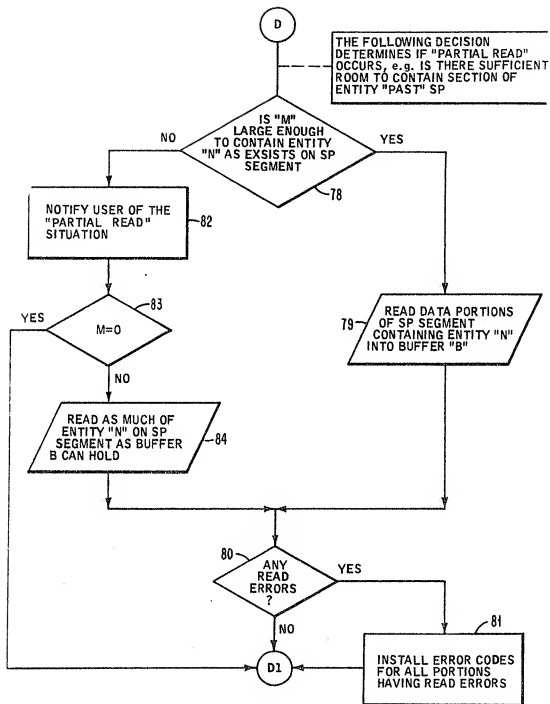 D
THE FOLLOWING DECISION
DETERMINES IF "PARTIAL READ"
OCCURS, e.g. IS THERE SUFFICIENT
ROOM TO CONTAIN SECTION OF
ENTITY "PAST" SP
IS "M"
LARGE ENOUGH
TO CONTAIN ENTITY
"N" AS EXSISTS ON SP
SEGMENT
NO
YES
78
NOTIFY USER OF THE
"PARTIAL READ"
SITUATION
82
83
YES
M=0
NO
79
READ DATA PORTIONS
OF SP SEGMENT
CONTAINING ENTITY "N"
INTO BUFFER "B"
READ AS MUCH OF
ENTITY "N" ON SP
SEGMENT AS BUFFER
B CAN HOLD
84
80
ANY
READ
ERRORS
?
YES
NO
81
D1
INSTALL ERROR CODES
FOR ALL PORTIONS
HAVING READ ERRORS